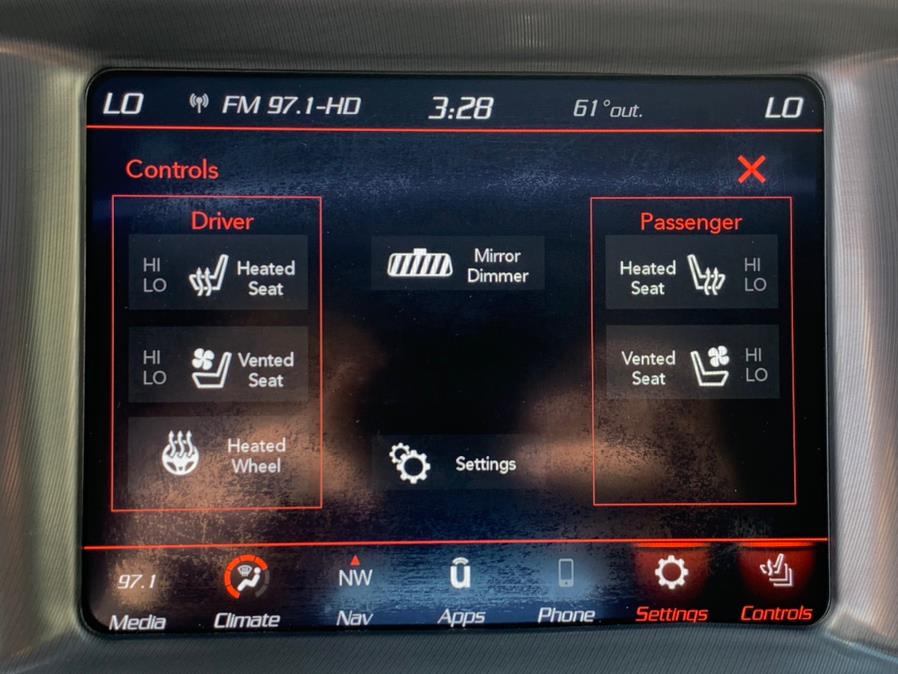 LO FM 97.1-HD 3:28 61°out. LO
Controls
Driver
HI
LO
Heated
Seat
HI
LO
Vented
Seat
Heated
Wheel
Mirror
Dimmer
Settings
Passenger
Heated
Seat
HI
LO
Vented
Seat
HI
LO
97.1
Media
Climate
NW
Nav
ū
Apps
Phone
Settings
Controls